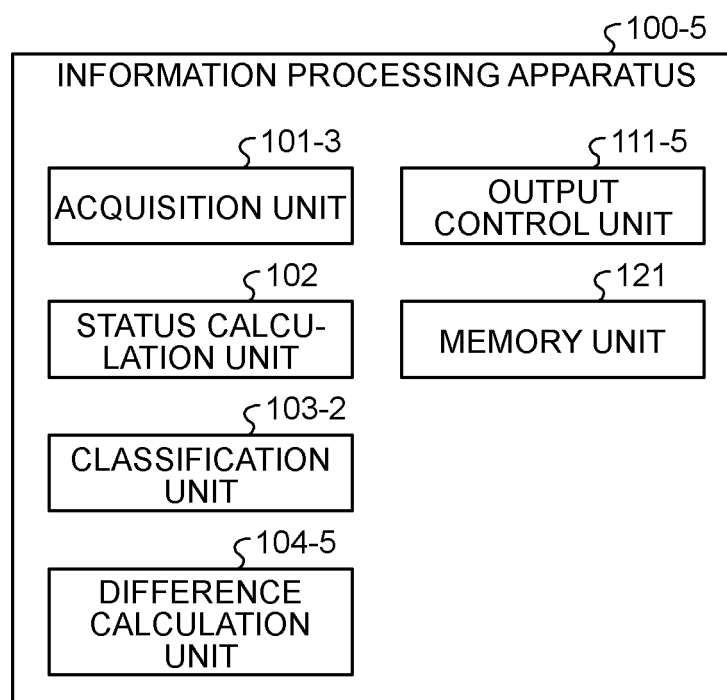 100-5
INFORMATION PROCESSING APPARATUS
101-3
ACQUISITION UNIT
111-5
OUTPUT
CONTROL UNIT
102
STATUS CALCU-
LATION UNIT
121
MEMORY UNIT
103-2
CLASSIFICATION
UNIT
104-5
DIFFERENCE
CALCULATION
UNIT